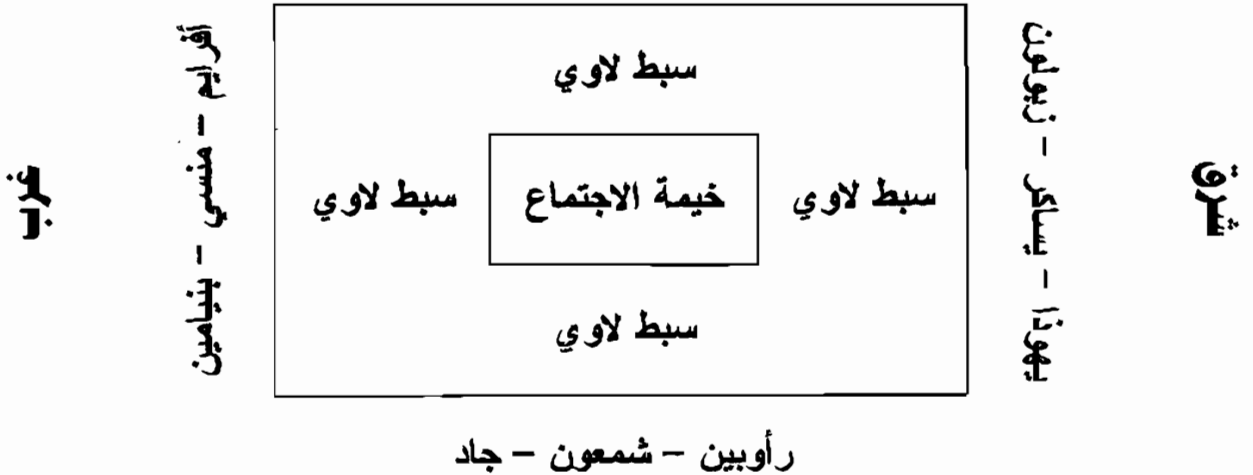 سبط لاوي
شرق
يهوذا – يساكر – زبولون
سبط لاوي
خيمة الاجتماع
سبط لاوي
أفرايم – منسي – بنيامين
غرب
سبط لاوي
رأوبين – شمعون – جاد